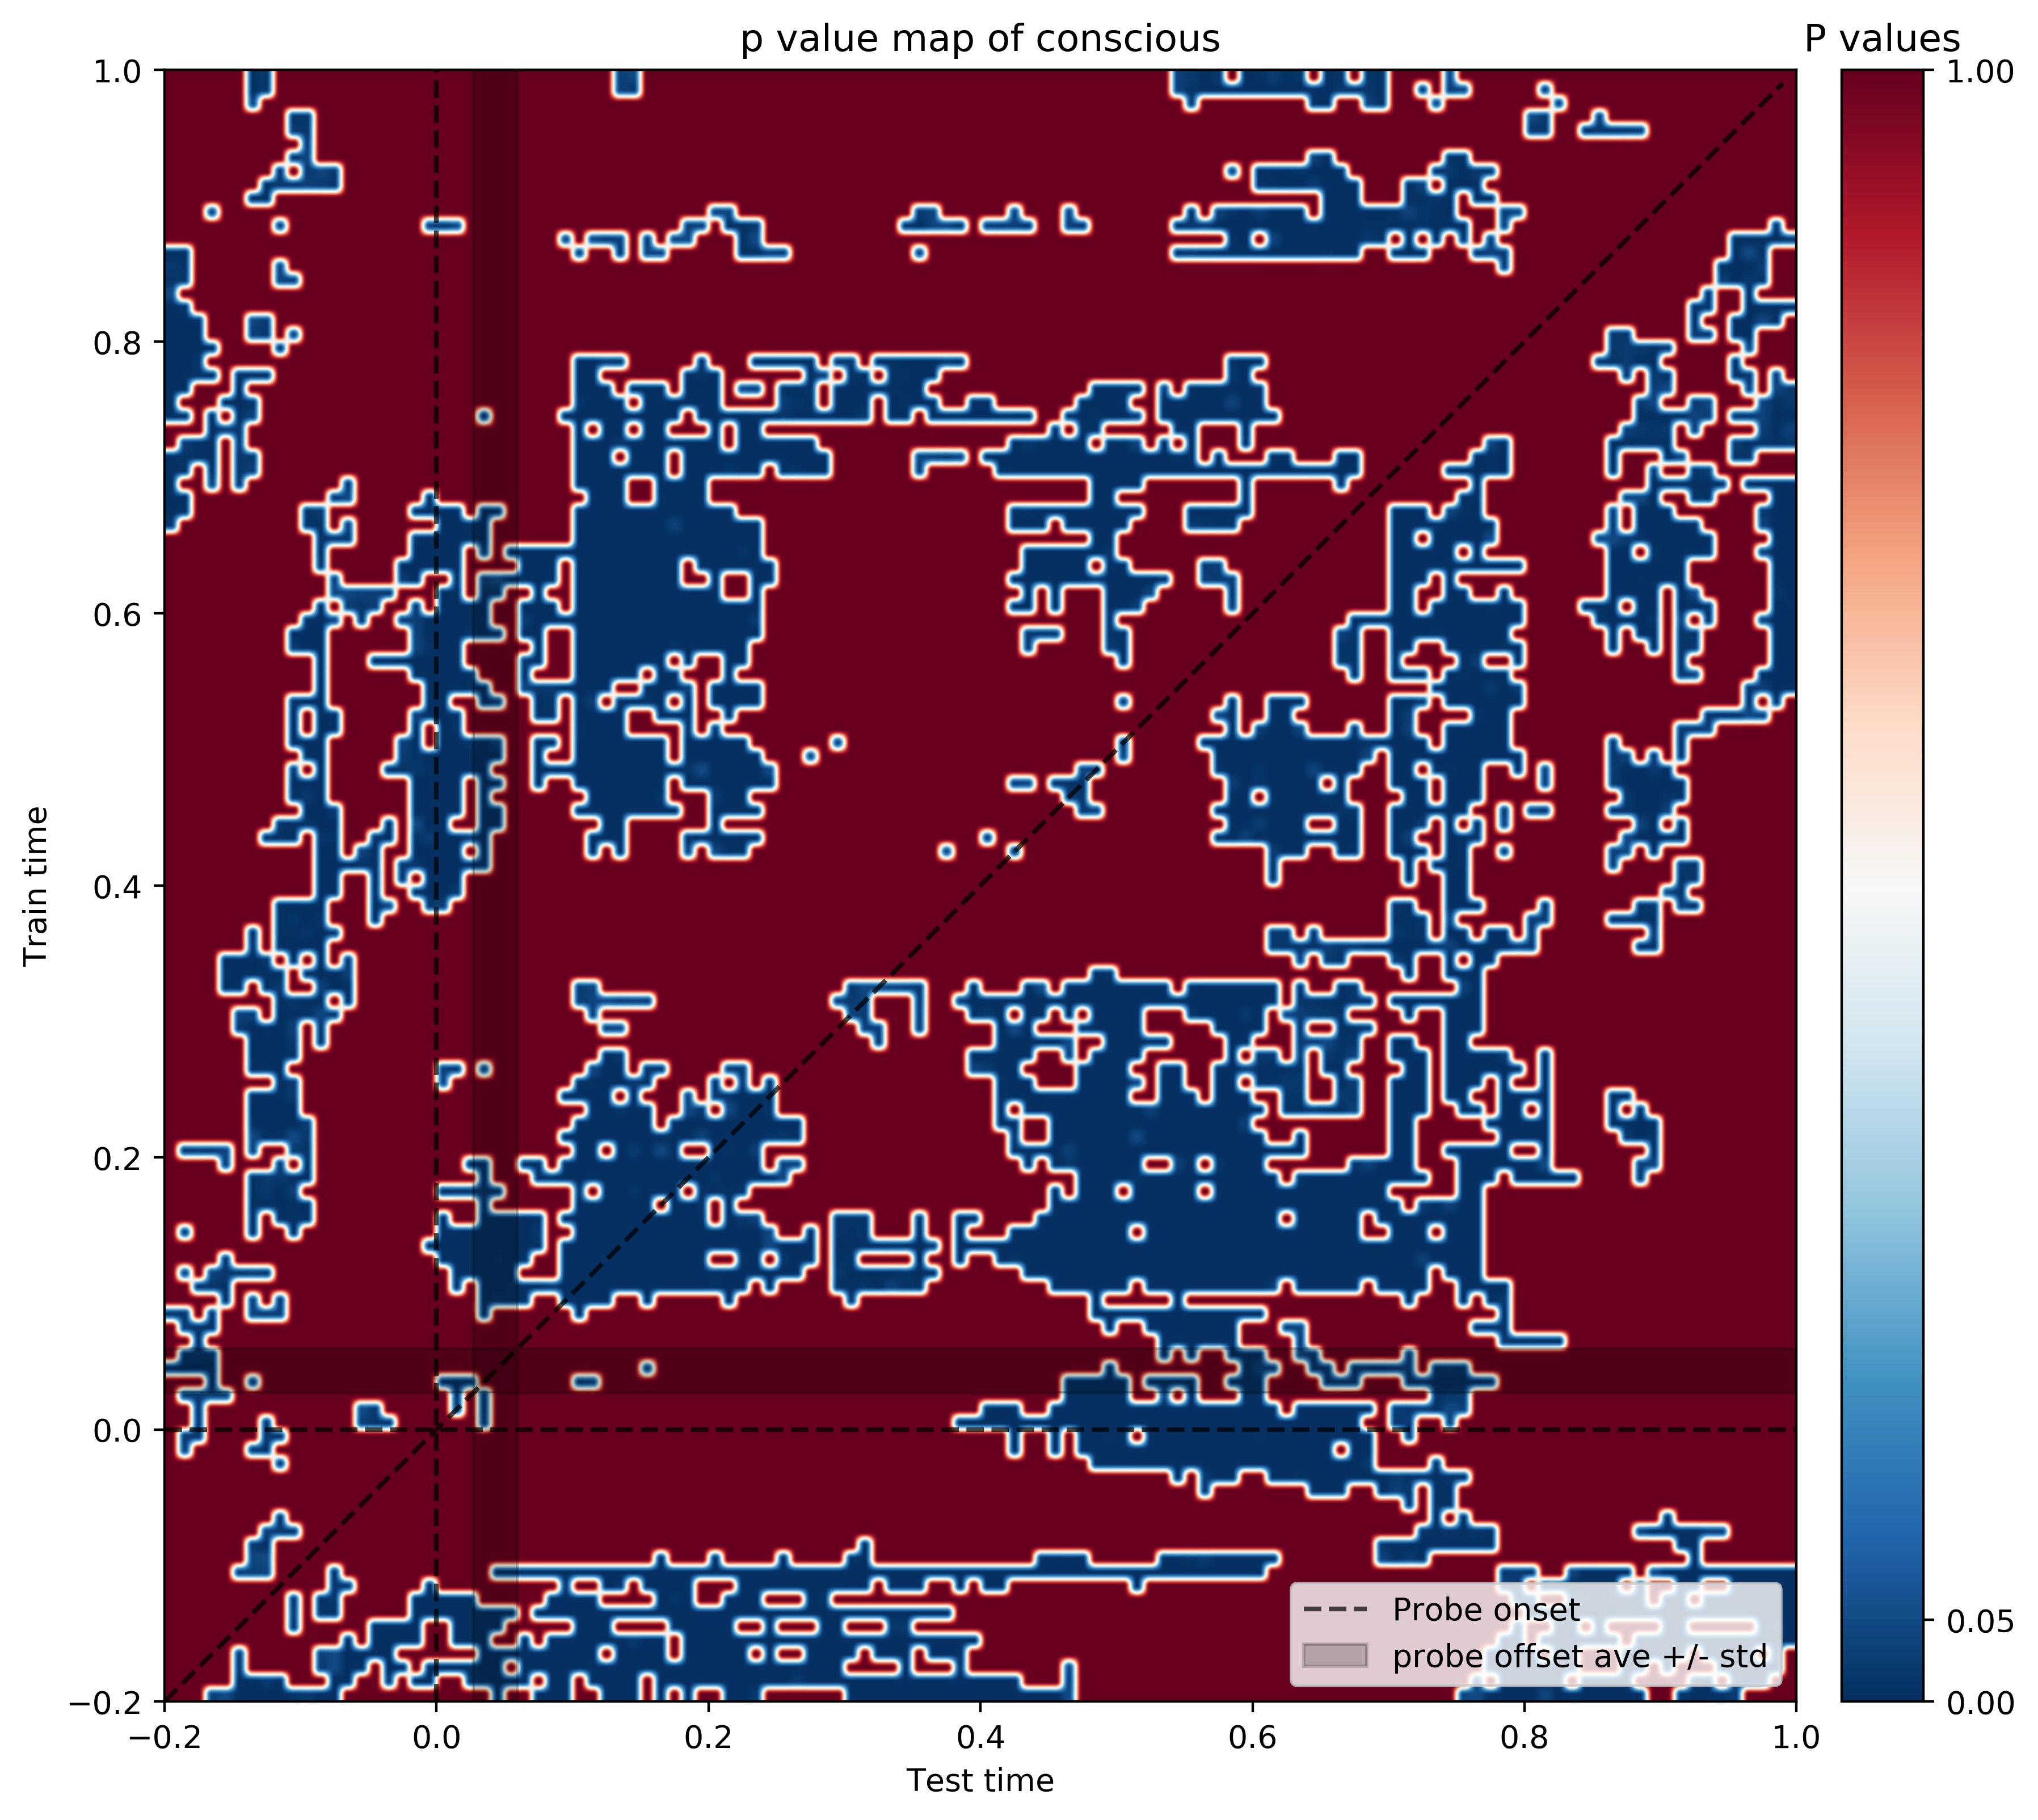 p value map of conscious
P values
1.00
0.05
0.00
Train time
1.0
0.8
0.6
0.4
0.2
0.0
−0.2
−0.2
0.0
0.2
0.4
0.6
0.8
1.0
Test time
Probe onset
probe offset ave +/- std